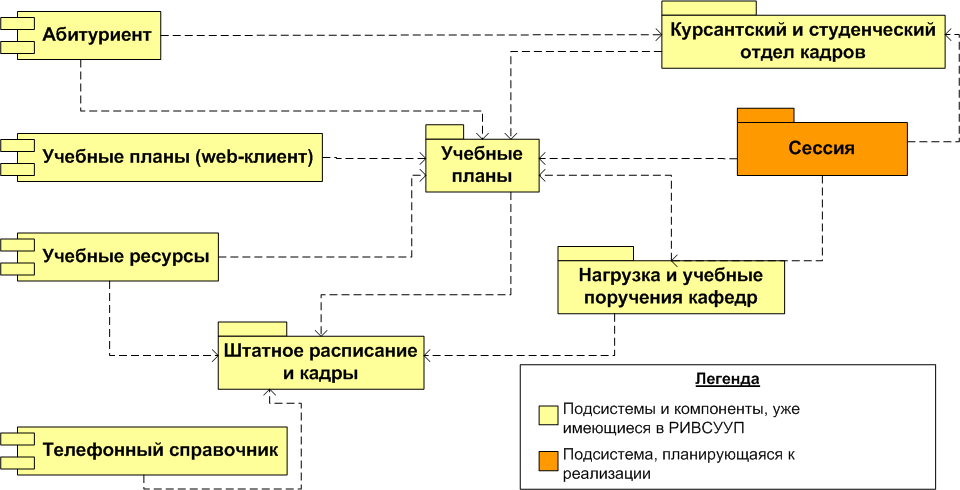 Абитуриент
Курсантский и студенческий
отдел кадров
Учебные планы (web-клиент)
Учебные
планы
Сессия
Учебные ресурсы
Нагрузка и учебные
поручения кафедр
Штатное расписание
и кадры
Телефонный справочник
Легенда
Подсистемы и компоненты, уже
имеющиеся в РИВСУУП
Подсистема, планирующаяся к
реализации